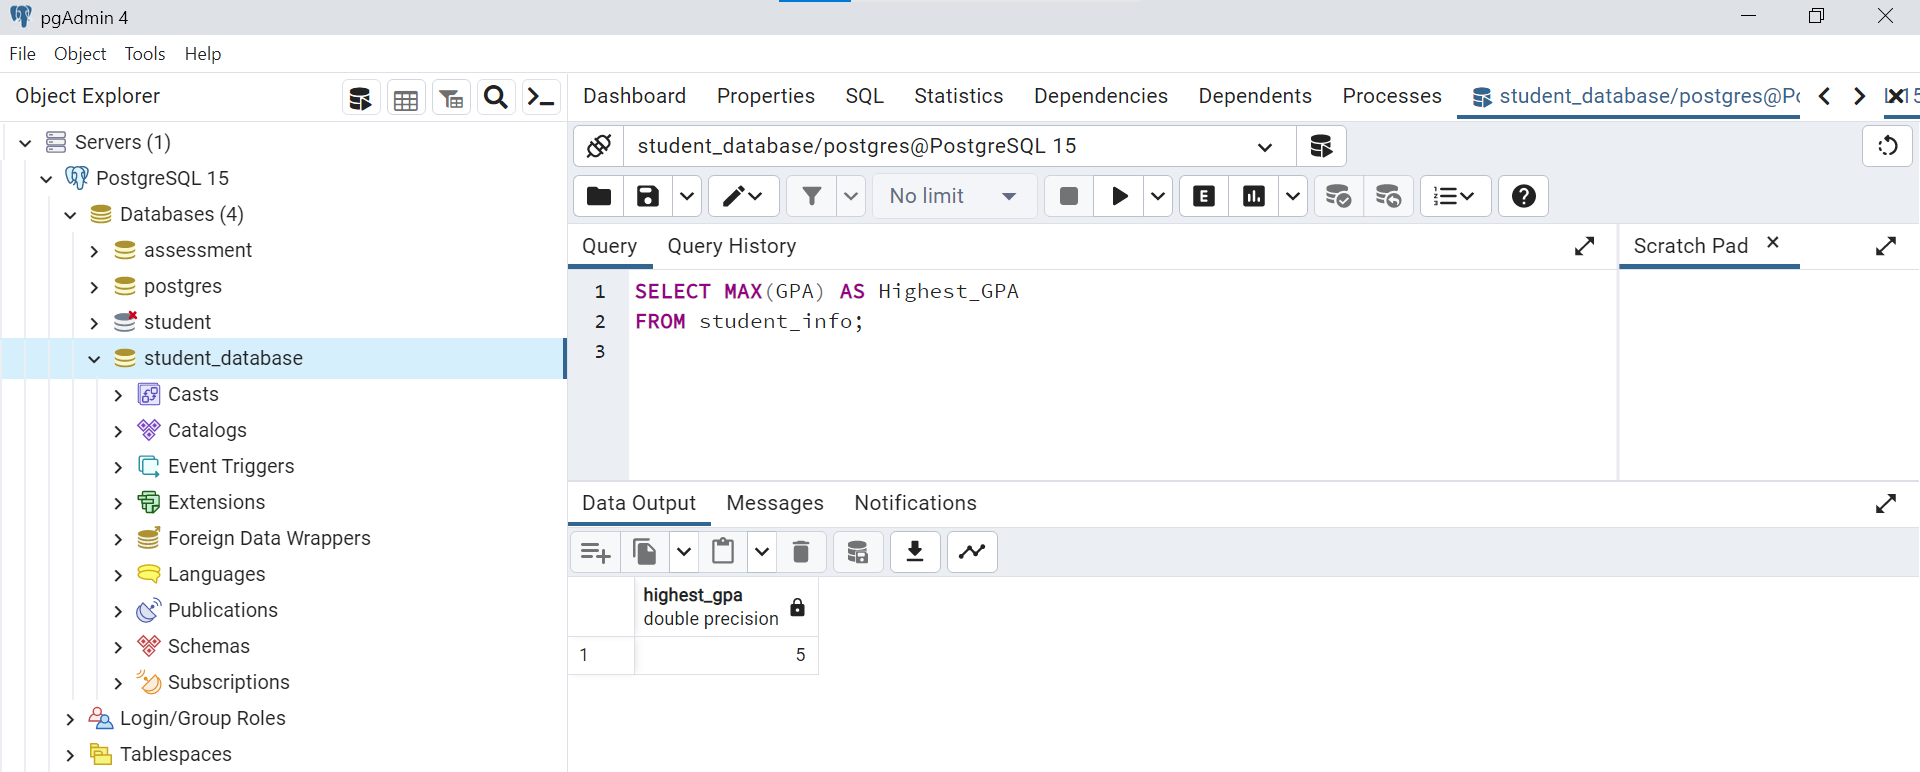 pgAdmin 4
File Object Tools Help
Object Explorer
Dashboard Properties SQL Statistics Dependencies Dependents Processes student_database/postgres@Po 15
Servers (1)
PostgreSQL 15
Databases (4)
assessment
postgres
student
student_database
Casts
Catalogs
Event Triggers
Extensions
Foreign Data Wrappers
Languages
Publications
Schemas
Subscriptions
Login/Group Roles
Tablespaces
student_database/postgres@PostgreSQL 15
No limit
E
Query Query History
Scratch Pad
1 SELECT MAX(GPA) AS Highest_GPA
2 FROM student_info;
3
Data Output Messages Notifications
highest_gpa
double precision
1 5